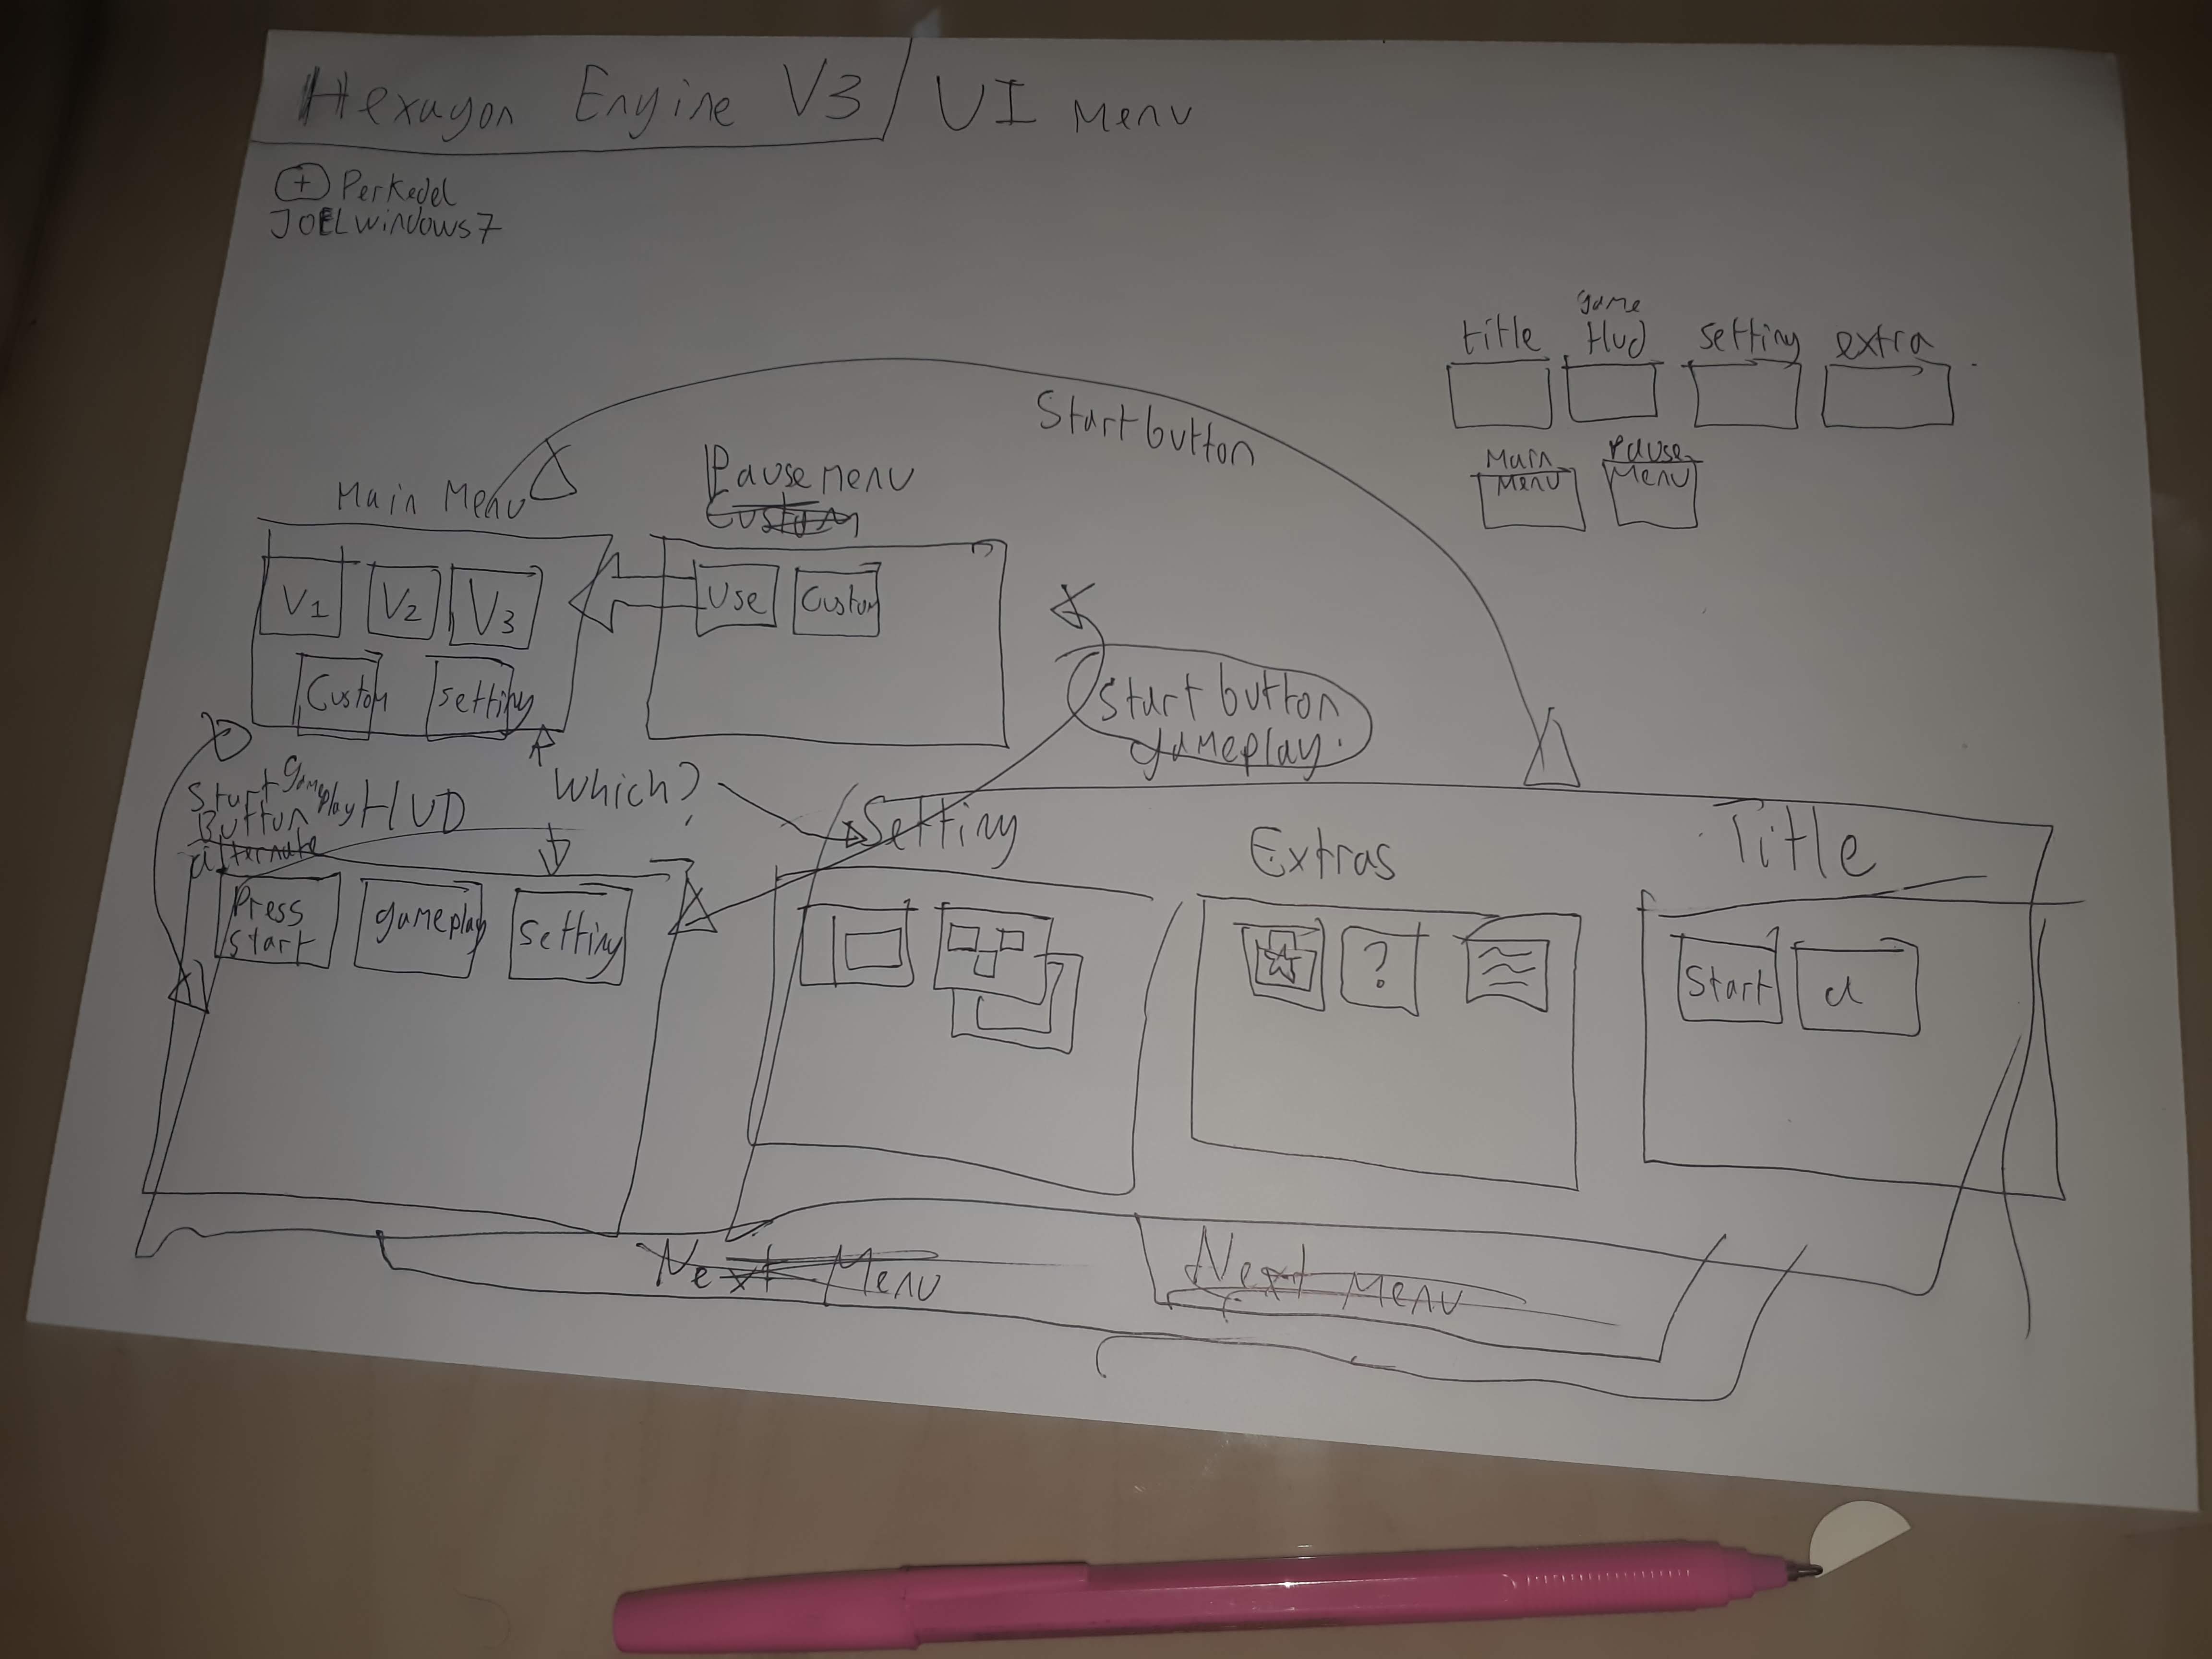 Hexagon Engine V3 / UI Menu
+ Perkedel
JOELwindows7
title
game
Hud
setting
extra
Main
Menu
Pause
Menu
Start button
Main Menu
Pause menu
Custom
V1
V2
V3
Custom
setting
Use
Custom
Start button
gameplay.
Which?
Start
Button
alternate
gameplay HUD
Press
Start
gameplay
setting
Setting
Extras
?
Title
Start
d
Next Menu
Next Menu